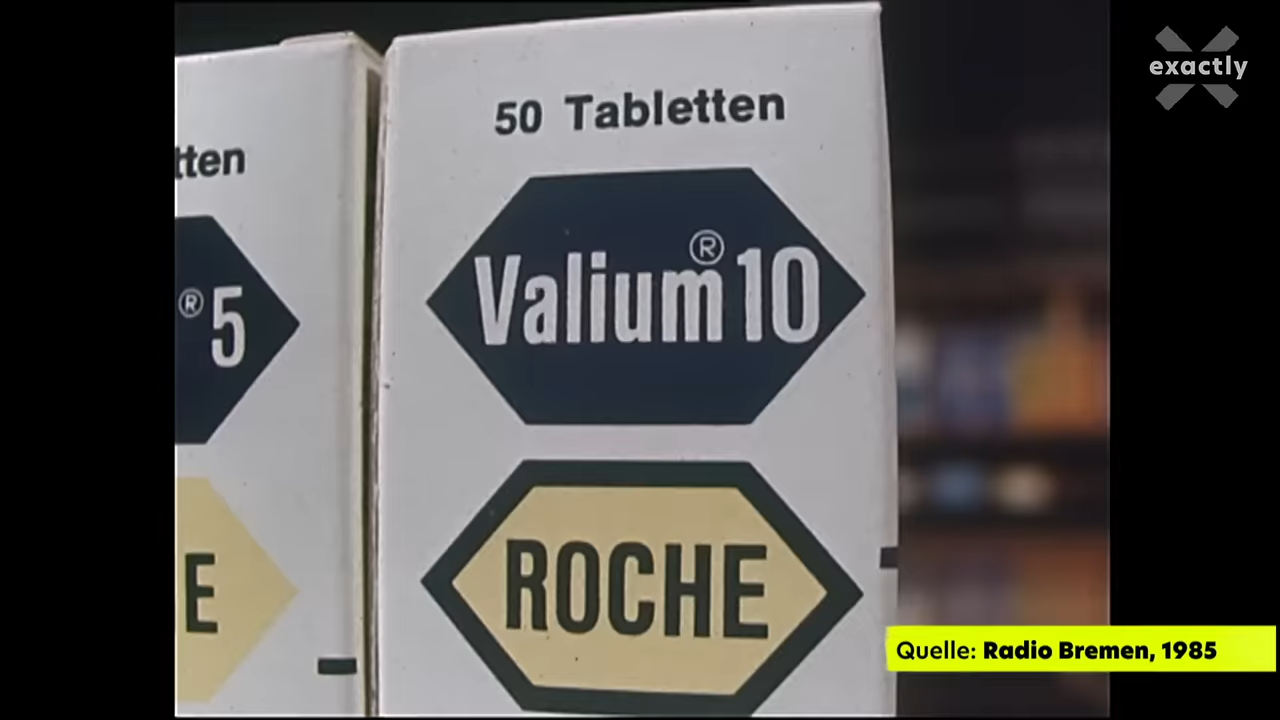 exactly
50 Tabletten
Valium® 10
ROCHE
tten
® 5
E
Quelle: Radio Bremen, 1985